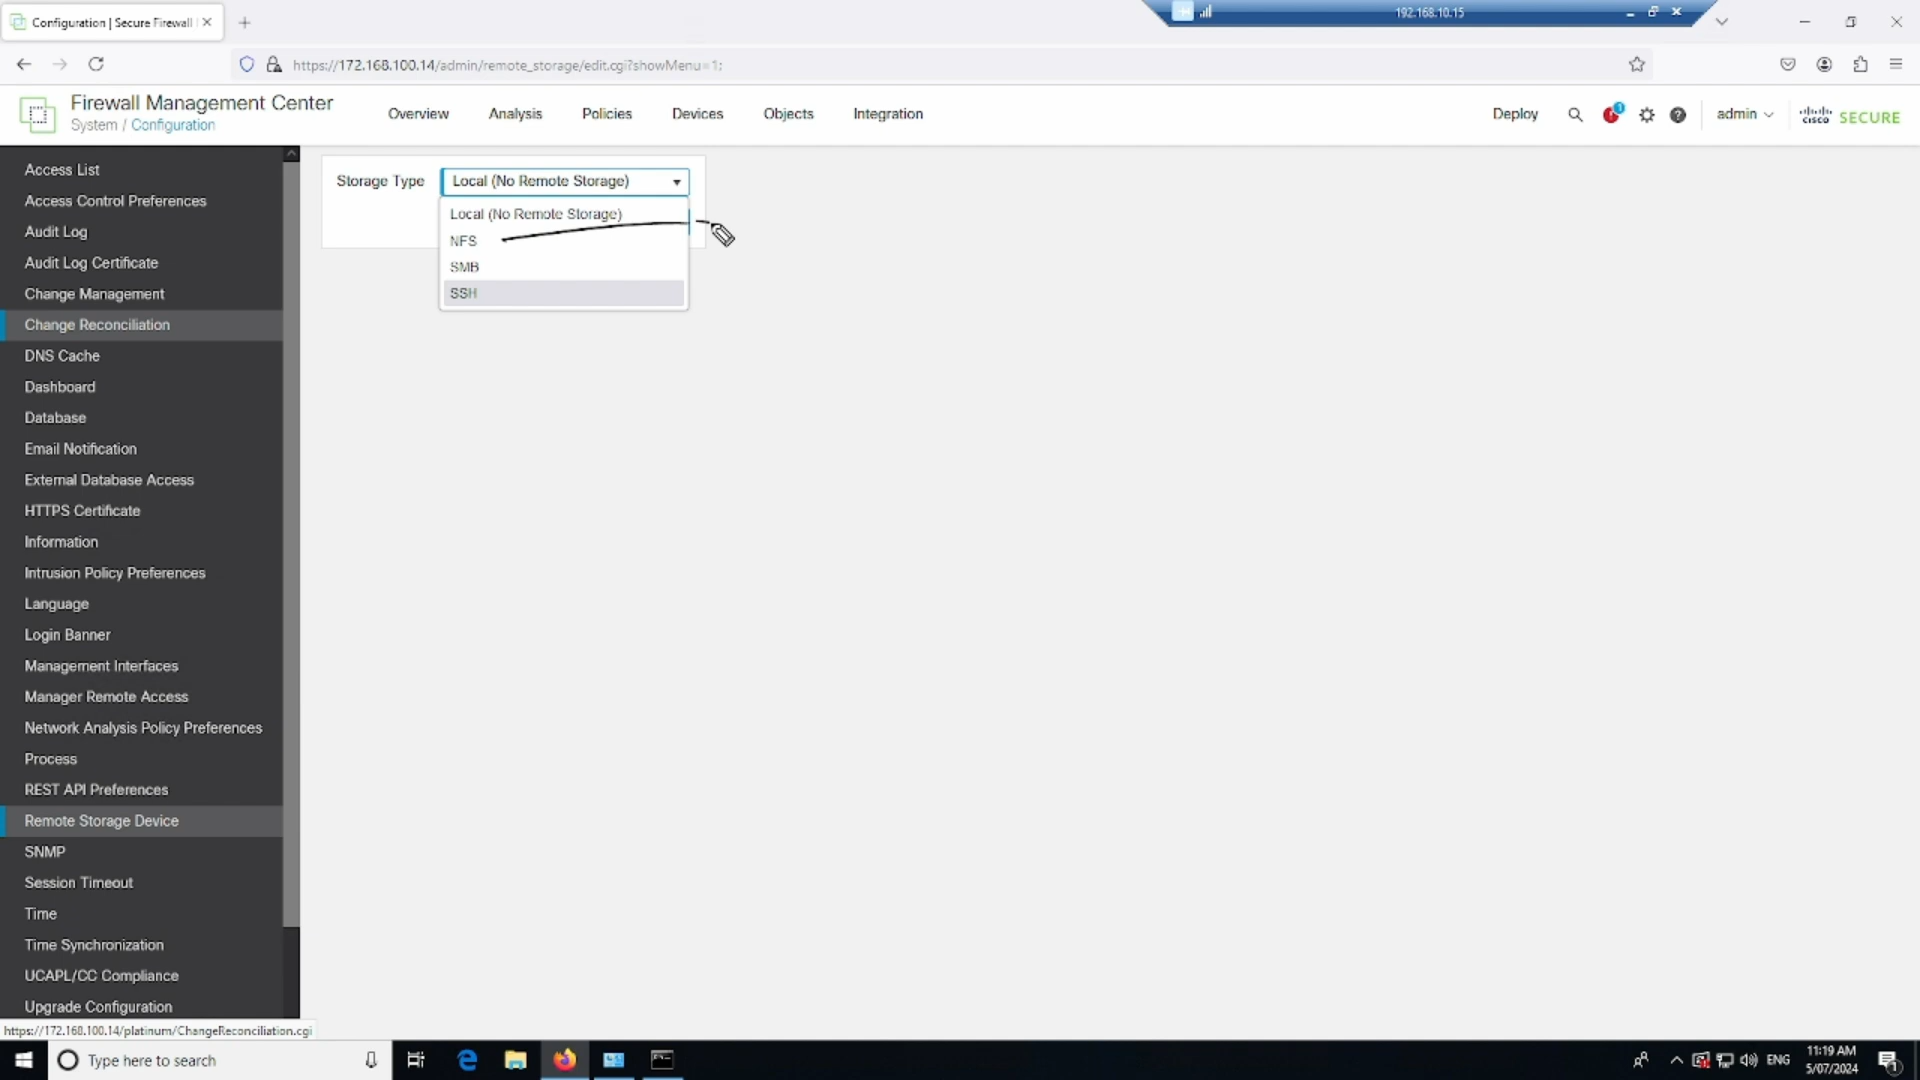 Configuration | Secure Firewall
192.168.10.15
https://172.168.100.14/admin/remote_storage/edit.cgi?showMenu=1;
Firewall Management Center
System / Configuration
Overview
Analysis
Policies
Devices
Objects
Integration
Deploy
1
admin
CISCO SECURE
Access List
Access Control Preferences
Audit Log
Audit Log Certificate
Change Management
Change Reconciliation
DNS Cache
Dashboard
Database
Email Notification
External Database Access
HTTPS Certificate
Information
Intrusion Policy Preferences
Language
Login Banner
Management Interfaces
Manager Remote Access
Network Analysis Policy Preferences
Process
REST API Preferences
Remote Storage Device
SNMP
Session Timeout
Time
Time Synchronization
UCAPL/CC Compliance
Upgrade Configuration
Storage Type
Local (No Remote Storage)
Local (No Remote Storage)
NFS
SMB
SSH
https://172.168.100.14/platinum/ChangeReconciliation.cgi
Type here to search
ENG
11:19 AM
5/07/2024
1